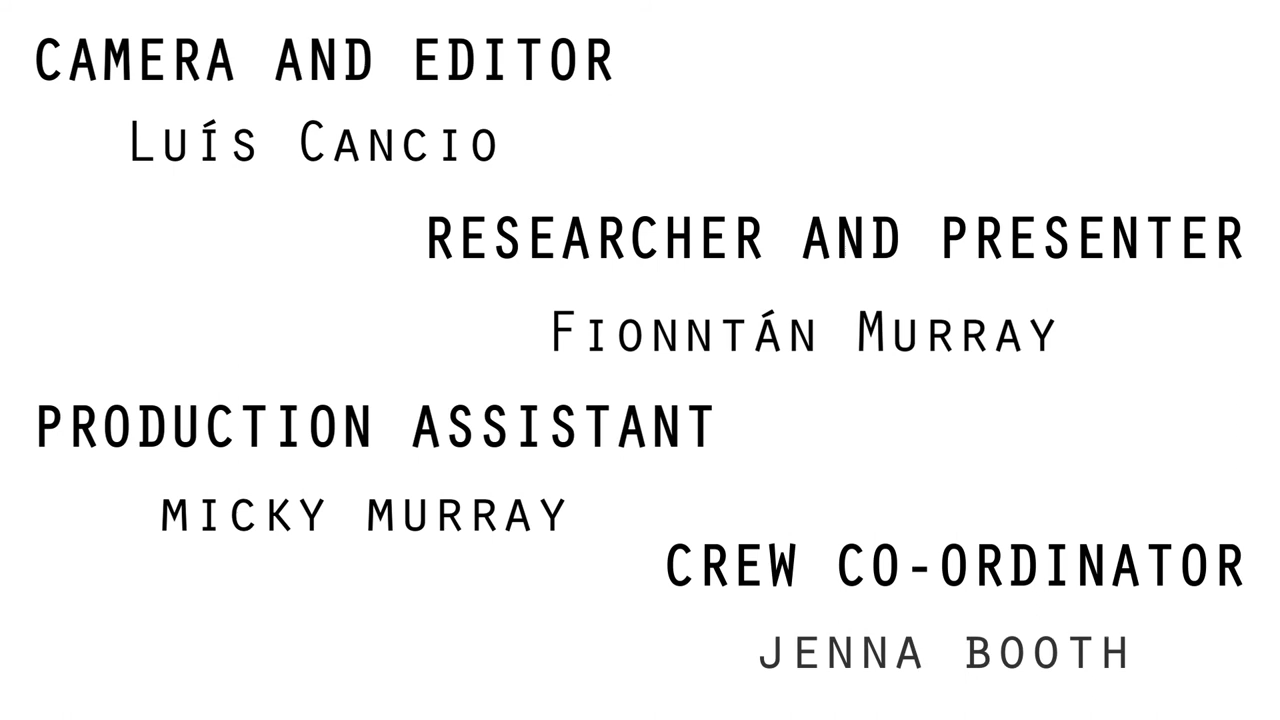 CAMERA AND EDITOR
Luís Cancio
RESEARCHER AND PRESENTER
Fionntán Murray
PRODUCTION ASSISTANT
micky murray
CREW CO-ORDINATOR
jenna booth